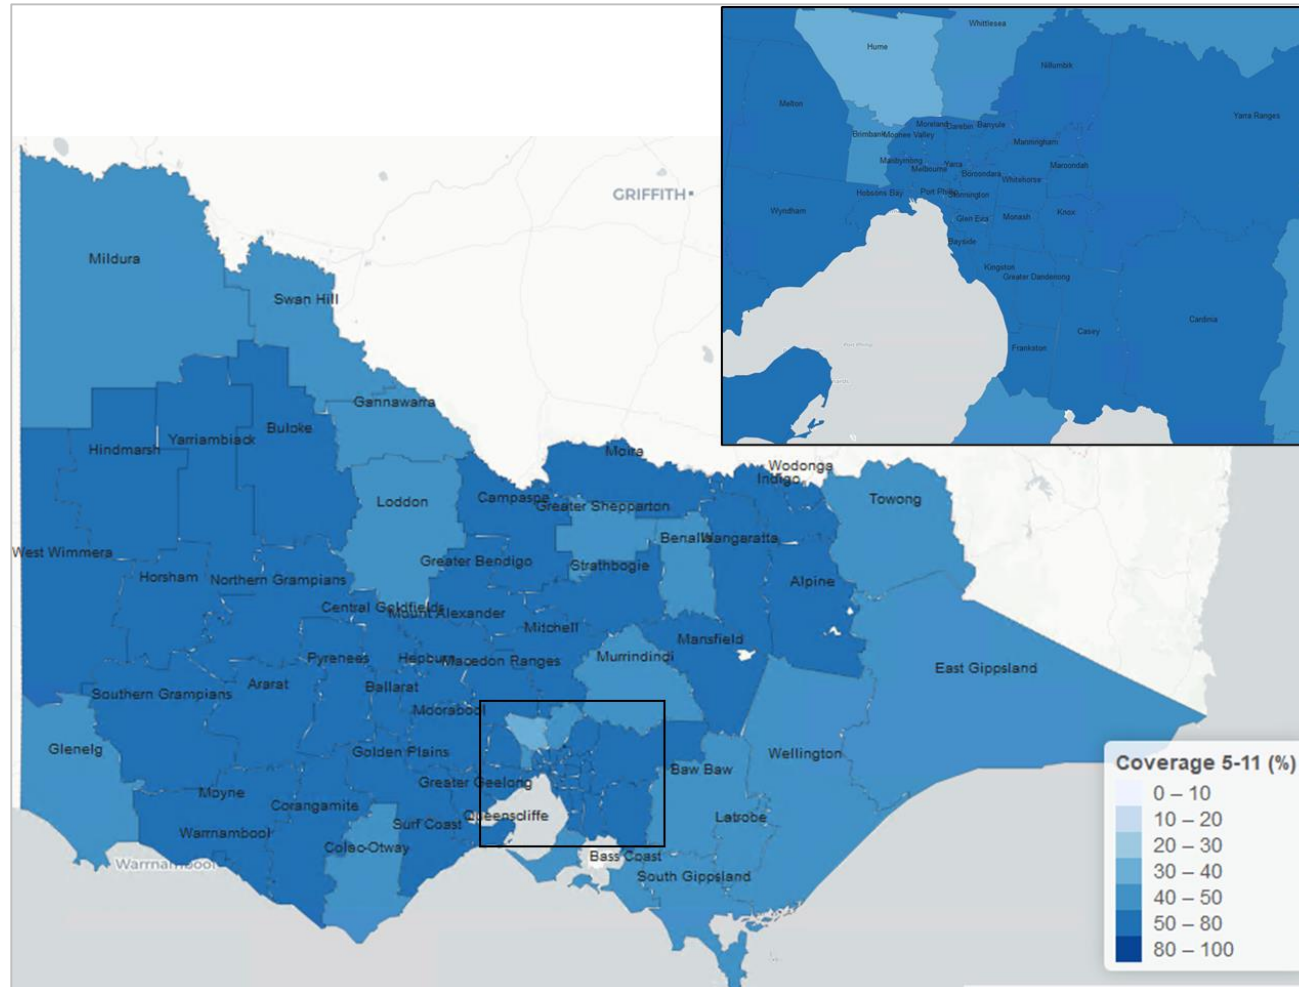 Hume
Whittlesea
Nillumbik
Melton
Yarra Ranges
Brimbank
Moonee Valley
Moreland
Darebin
Banyule
Manningham
Maroondah
Maribyrnong
Melbourne
Yarra
Boroondara
Whitehorse
Hobsons Bay
Port Phillip
Stonnington
Wyndham
Glen Eira
Monash
Knox
Bayside
Kingston
Greater Dandenong
Cardinia
Casey
Frankston
GRIFFITH
Mildura
Swan Hill
Gannawarra
Hindmarsh
Yarriambiack
Buloke
Moira
Wodonga
Indigo
Loddon
Campaspe
Greater Shepparton
Towong
Benalla
Wangaratta
West Wimmera
Horsham
Northern Grampians
Greater Bendigo
Strathbogie
Alpine
Central Goldfields
Mount Alexander
Mitchell
Mansfield
Pyrenees
Hepburn
Macedon Ranges
Murrindindi
East Gippsland
Southern Grampians
Ararat
Ballarat
Moorabool
Glenelg
Golden Plains
Wellington
Moyne
Greater Geelong
Baw Baw
Corangamite
Queenscliffe
Latrobe
Warrnambool
Surf Coast
Colac-Otway
Warrnambool
Bass Coast
South Gippsland
Coverage 5-11 (%)
0 – 10
10 – 20
20 – 30
30 – 40
40 – 50
50 – 80
80 – 100